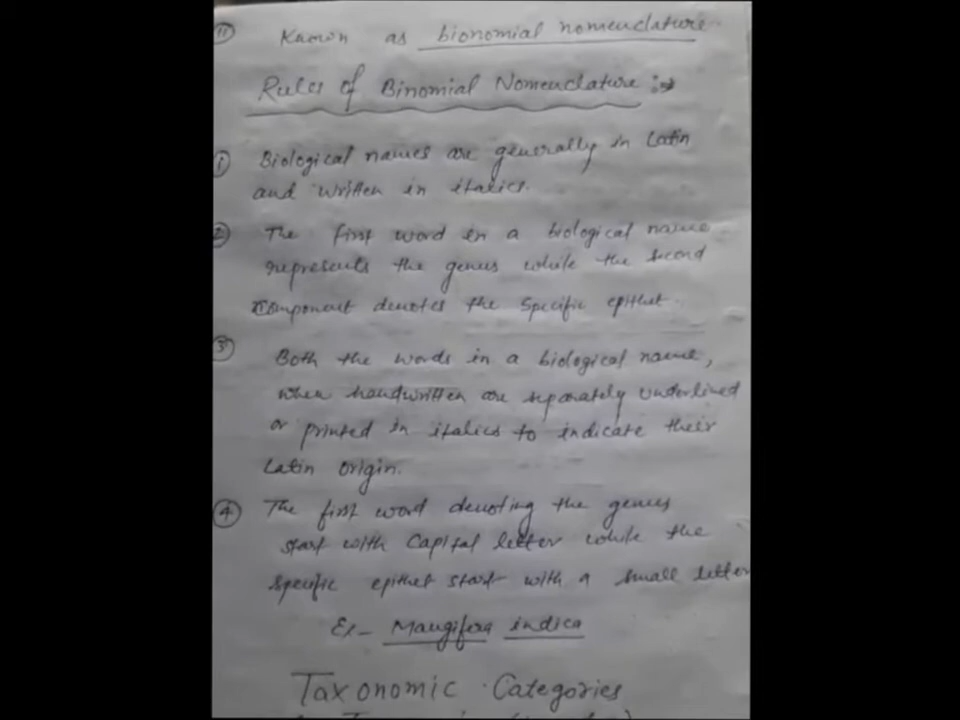 11 Kamon as bionomial nomenclature
Rules of Binomial Nomenclature :→
1 Biological names are generally in Latin
and written in italics.
2 The first word in a biological name
represents the genus while the second
Component denotes the specific epithet.
3 Both the words in a biological name,
when handwritten are separately underlined
or printed in italics to indicate their
Latin origin.
4 The first word denoting the genus
start with Capital letter while the
specific epithet start with a small letter
Ex- Mangifera indica
Taxonomic Categories